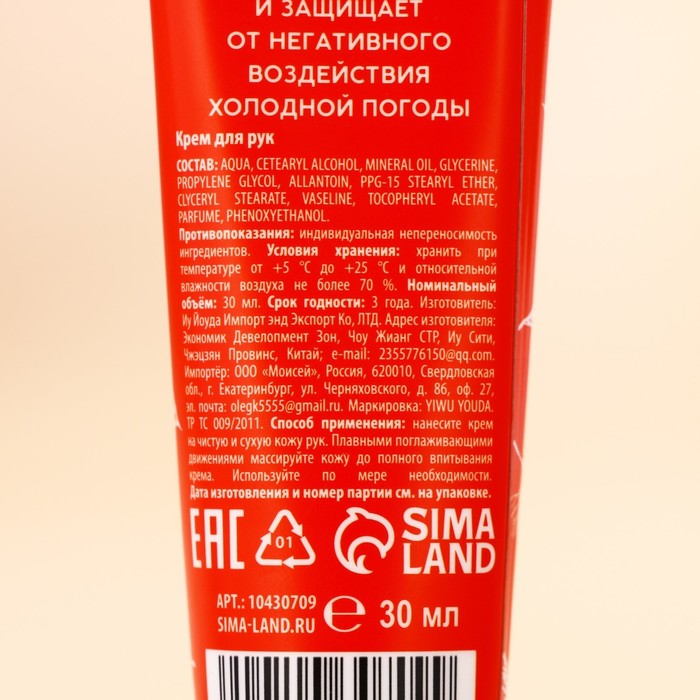 И ЗАЩИЩАЕТ
ОТ НЕГАТИВНОГО
ВОЗДЕЙСТВИЯ
ХОЛОДНОЙ ПОГОДЫ
Крем для рук
СОСТАВ: AQUA, CETEARYL ALCOHOL, MINERAL OIL, GLYCERINE,
PROPYLENE GLYCOL, ALLANTOIN, PPG-15 STEARYL ETHER,
GLYCERYL STEARATE, VASELINE, TOCOPHERYL ACETATE,
PARFUME, PHENOXYETHANOL.
Противопоказания: индивидуальная непереносимость
ингредиентов. Условия хранения: хранить при
температуре от +5 °C до +25 °C и относительной
влажности воздуха не более 70 %. Номинальный
объём: 30 мл. Срок годности: 3 года. Изготовитель:
Иу Йоуда Импорт энд Экспорт Ко, ЛТД. Адрес изготовителя:
Экономик Девелопмент Зон, Чоу Жианг СТР, Иу Сити,
Чжэцзян Провинс, Китай; e-mail: 2355776150@qq.com.
Импортёр: ООО «Моисей», Россия, 620010, Свердловская
обл., г. Екатеринбург, ул. Черняховского, д. 86, оф. 27,
эл. почта: olegk5555@gmail.ru. Маркировка: YIWU YOUDA.
ТР ТС 009/2011. Способ применения: нанесите крем
на чистую и сухую кожу рук. Плавными поглаживающими
движениями массируйте кожу до полного впитывания
крема. Используйте по мере необходимости.
Дата изготовления и номер партии см. на упаковке.
EAC 01 SIMA
LAND
АРТ.: 10430709
SIMA-LAND.RU
e 30 мл